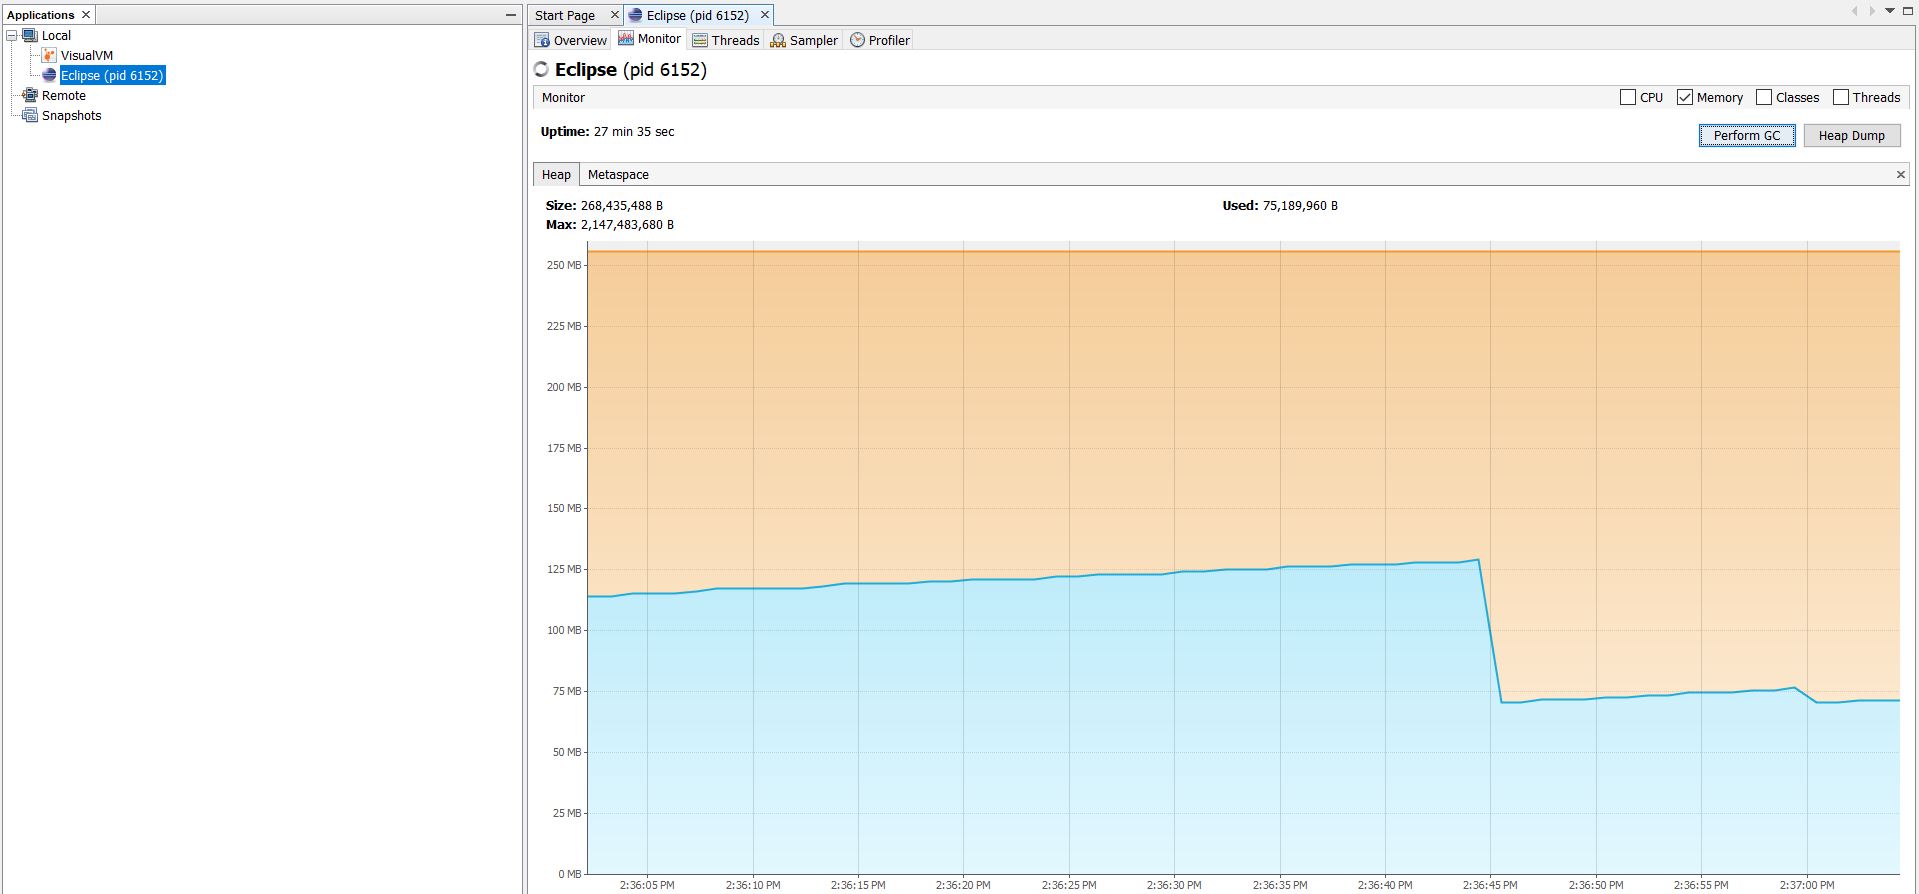 Applications
Local
VisualVM
Eclipse (pid 6152)
Remote
Snapshots
Start Page Eclipse (pid 6152)
Overview Monitor Threads Sampler Profiler
Eclipse (pid 6152)
Monitor CPU Memory Classes Threads
Uptime: 27 min 35 sec
Perform GC Heap Dump
Heap Metaspace
Size: 268,435,488 B Used: 75,189,960 B
Max: 2,147,483,680 B
250 MB
225 MB
200 MB
175 MB
150 MB
125 MB
100 MB
75 MB
50 MB
25 MB
0 MB
2:36:05 PM 2:36:10 PM 2:36:15 PM 2:36:20 PM 2:36:25 PM 2:36:30 PM 2:36:35 PM 2:36:40 PM 2:36:45 PM 2:36:50 PM 2:36:55 PM 2:37:00 PM